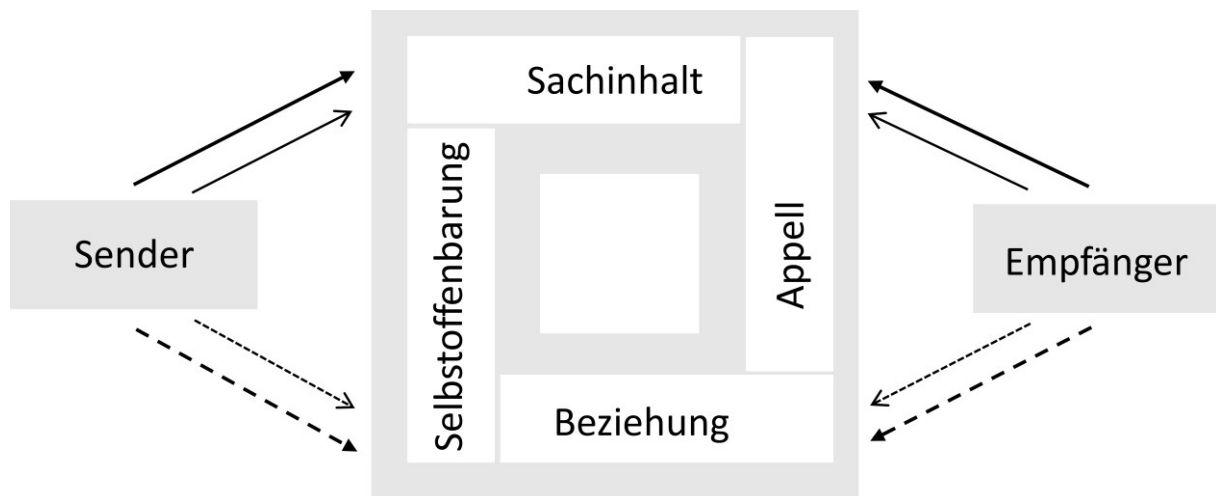 Sachinhalt
Selbstoffenbarung
Appell
Sender
Empfänger
Beziehung